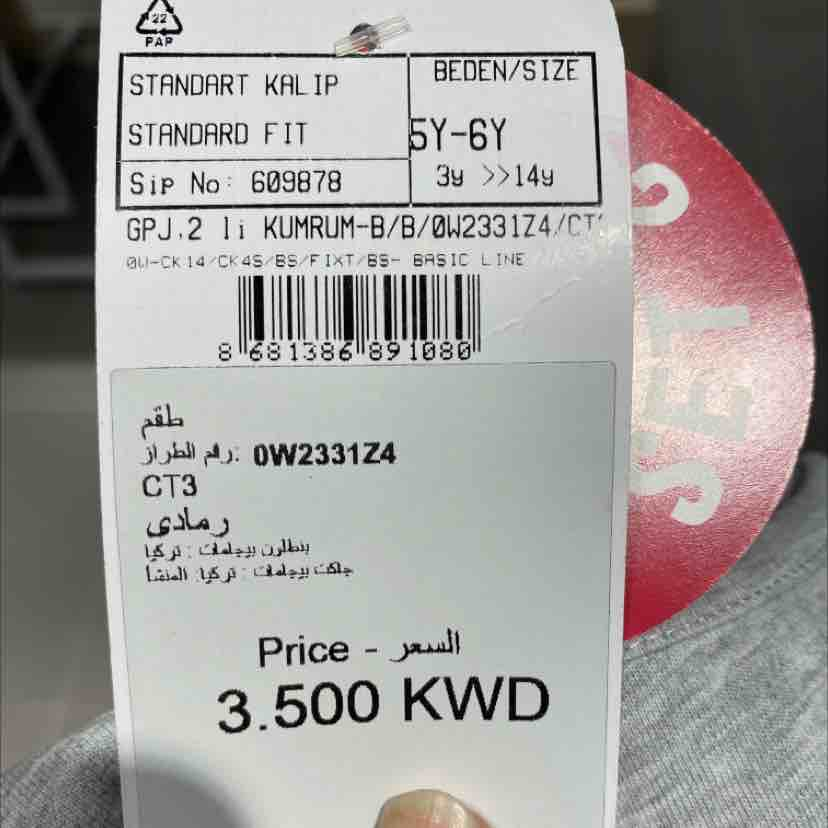 22
PAP
STANDART KALIP
STANDARD FIT
BEDEN/SIZE
5Y-6Y
3y >>14y
Sip No: 609878
GPJ.2 li KUMRUM-B/B/0W2331Z4/CT
0W-CK14/CK4S/BS/FIXT/BS- BASIC LINE
8 681386 891080
طقم
رقم الطراز: 0W2331Z4
CT3
رمادى
بنطلون بيجامات : تركيا
جاكت بيجامات : تركيا: المنشأ
Price - السعر
3.500 KWD
SET